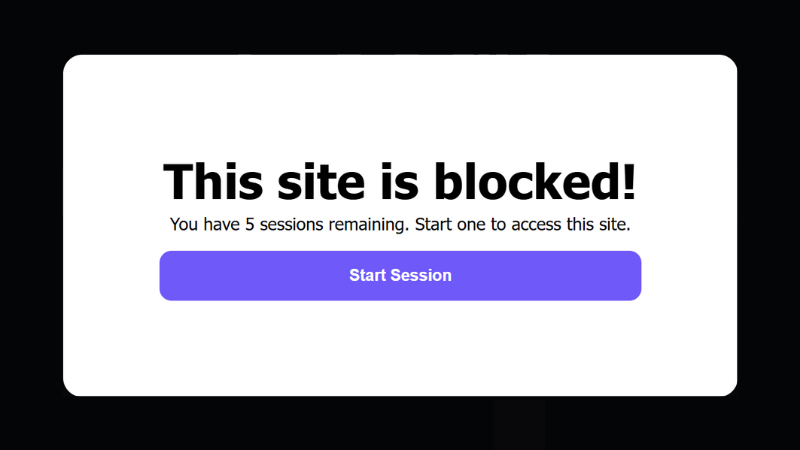 This site is blocked!
You have 5 sessions remaining. Start one to access this site.
Start Session